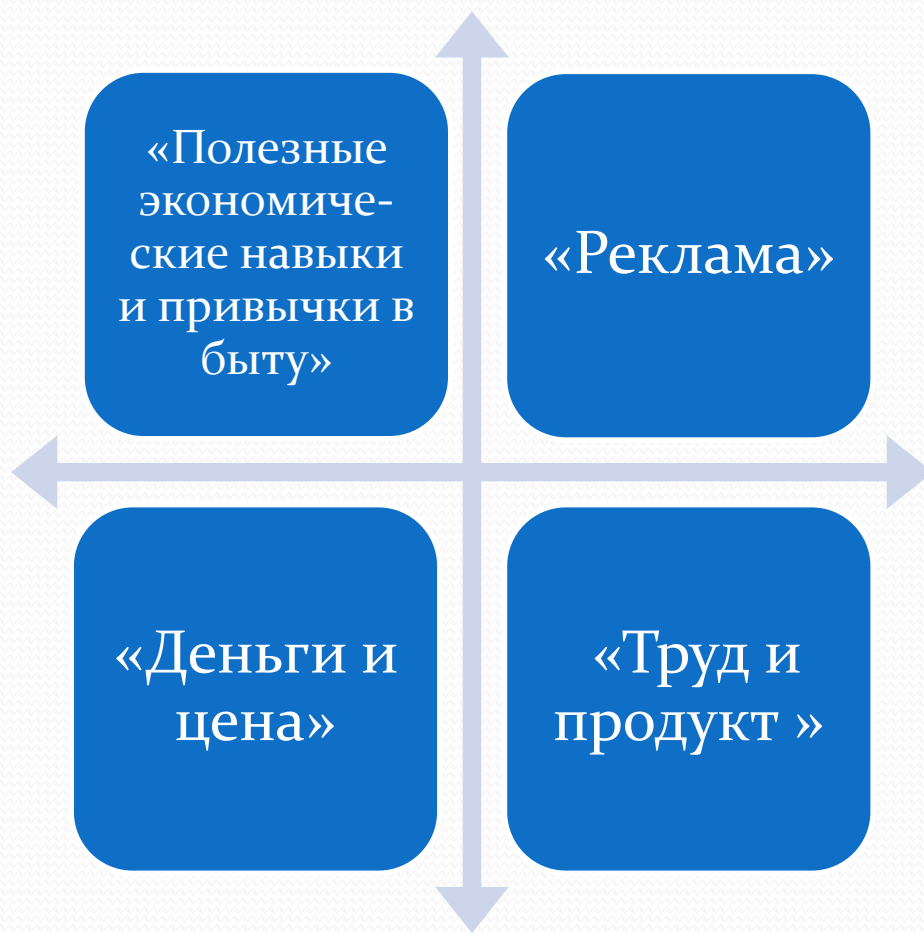 «Полезные
экономиче-
ские навыки
и привычки в
быту»
«Реклама»
«Деньги и
цена»
«Труд и
продукт »